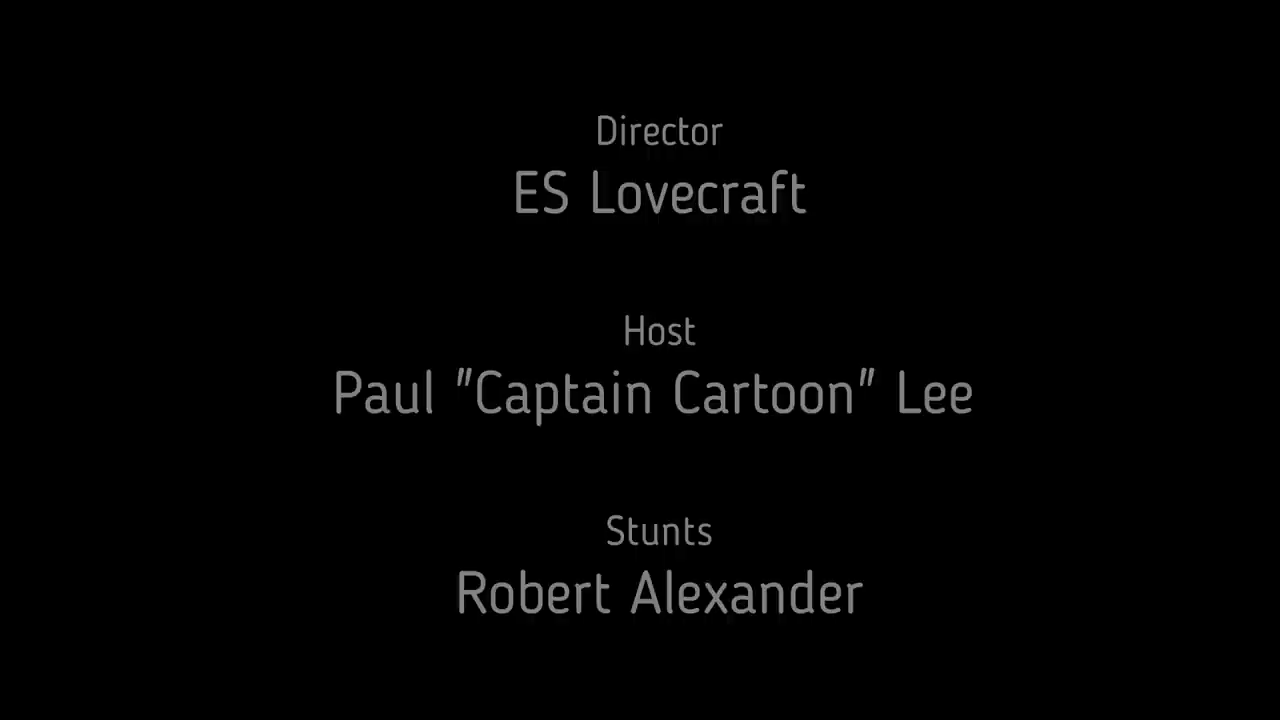 Director
ES Lovecraft
Host
Paul "Captain Cartoon" Lee
Stunts
Robert Alexander